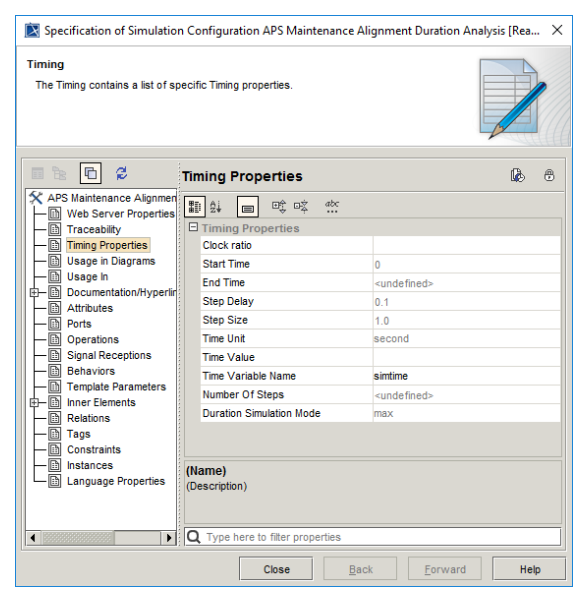 Specification of Simulation Configuration APS Maintenance Alignment Duration Analysis [Rea...
Timing
The Timing contains a list of specific Timing properties.
APS Maintenance Alignmen
Web Server Properties
Traceability
Timing Properties
Usage in Diagrams
Usage In
Documentation/Hyperlin
Attributes
Ports
Operations
Signal Receptions
Behaviors
Template Parameters
Inner Elements
Relations
Tags
Constraints
Instances
Language Properties
Timing Properties
abc
Timing Properties
Clock ratio
Start Time 0
End Time <undefined>
Step Delay 0.1
Step Size 1.0
Time Unit second
Time Value
Time Variable Name simtime
Number Of Steps <undefined>
Duration Simulation Mode max
(Name)
(Description)
Type here to filter properties
Close Back Forward Help